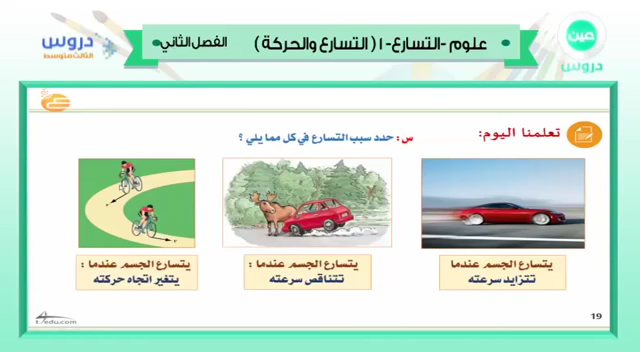 علوم -التسارع-١ ( التسارع والحركة )
الفصل الثاني
دروس
الثالث متوسط
عين
دروس
تعلمنا اليوم:
س : حدد سبب التسارع في كل مما يلي ؟
يتسارع الجسم عندما
تتزايد سرعته
يتسارع الجسم عندما :
تتناقص سرعته
يتسارع الجسم عندما :
يتغير اتجاه حركته
19